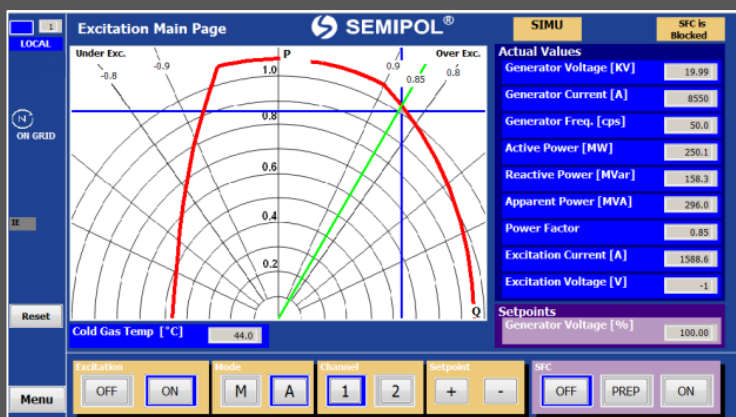 1
LOCAL
Excitation Main Page
SEMIPOL®
SIMU
SFC is
Blocked
Under Exc.
-0.8
-0.9
P
0.9
0.85
0.8
Over Exc.
1.0
0.8
0.6
0.4
0.2
Q
ON GRID
IE
Reset
Menu
Cold Gas Temp [°C]
44.0
Actual Values
Generator Voltage [KV]
19.99
Generator Current [A]
8550
Generator Freq. [cps]
50.0
Active Power [MW]
250.1
Reactive Power [MVar]
158.3
Apparent Power [MVA]
296.0
Power Factor
0.85
Excitation Current [A]
1588.6
Excitation Voltage [V]
-1
Setpoints
Generator Voltage [%]
100.00
Excitation
OFF
ON
Mode
M
A
Channel
1
2
Setpoint
+
-
SFC
OFF
PREP
ON